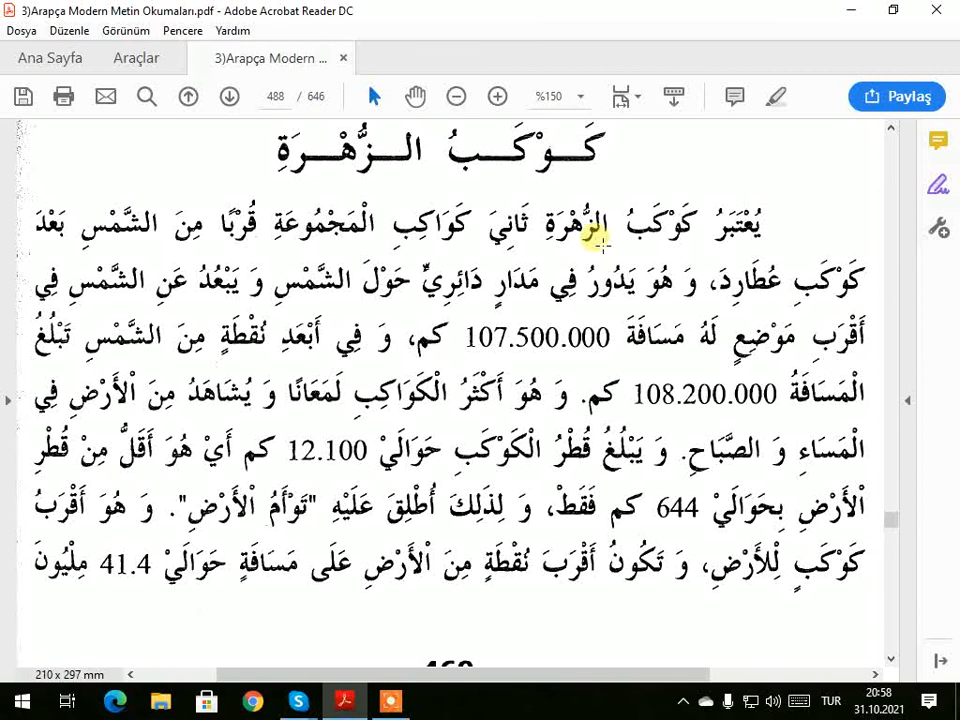 3)Arapça Modern Metin Okumaları.pdf - Adobe Acrobat Reader DC
Dosya Düzenle Görünüm Pencere Yardım
Ana Sayfa Araçlar 3)Arapça Modern ...
488 / 646 %150 Paylaş
كَـــوْكَـــبُ الـــزُّهْـــرَةِ
يُعْتَبَرُ كَوْكَبُ الزُّهْرَةِ ثَانِيَ كَوَاكِبِ الْمَجْمُوعَةِ قُرْبًا مِنَ الشَّمْسِ بَعْدَ
كَوْكَبِ عُطَارِدَ، وَ هُوَ يَدُورُ فِي مَدَارٍ دَائِرِيٍّ حَوْلَ الشَّمْسِ وَ يَبْعُدُ عَنِ الشَّمْسِ فِي
أَقْرَبِ مَوْضِعٍ لَهُ مَسَافَةَ 107.500.000 كم، وَ فِي أَبْعَدِ نُقْطَةٍ مِنَ الشَّمْسِ تَبْلُغُ
الْمَسَافَةُ 108.200.000 كم. وَ هُوَ أَكْثَرُ الْكَوَاكِبِ لَمَعَانًا وَ يُشَاهَدُ مِنَ الْأَرْضِ فِي
الْمَسَاءِ وَ الصَّبَاحِ. وَ يَبْلُغُ قُطْرُ الْكَوْكَبِ حَوَالَيْ 12.100 كم أَيْ هُوَ أَقَلُّ مِنْ قُطْرِ
الْأَرْضِ بِحَوَالَيْ 644 كم فَقَطْ، وَ لِذَلِكَ أُطْلِقَ عَلَيْهِ "تَوْأَمُ الْأَرْضِ". وَ هُوَ أَقْرَبُ
كَوْكَبٍ لِلْأَرْضِ، وَ تَكُونُ أَقْرَبَ نُقْطَةٍ مِنَ الْأَرْضِ عَلَى مَسَافَةٍ حَوَالَيْ 41.4 مِلْيُونَ
210 x 297 mm
TUR 20:58
31.10.2021